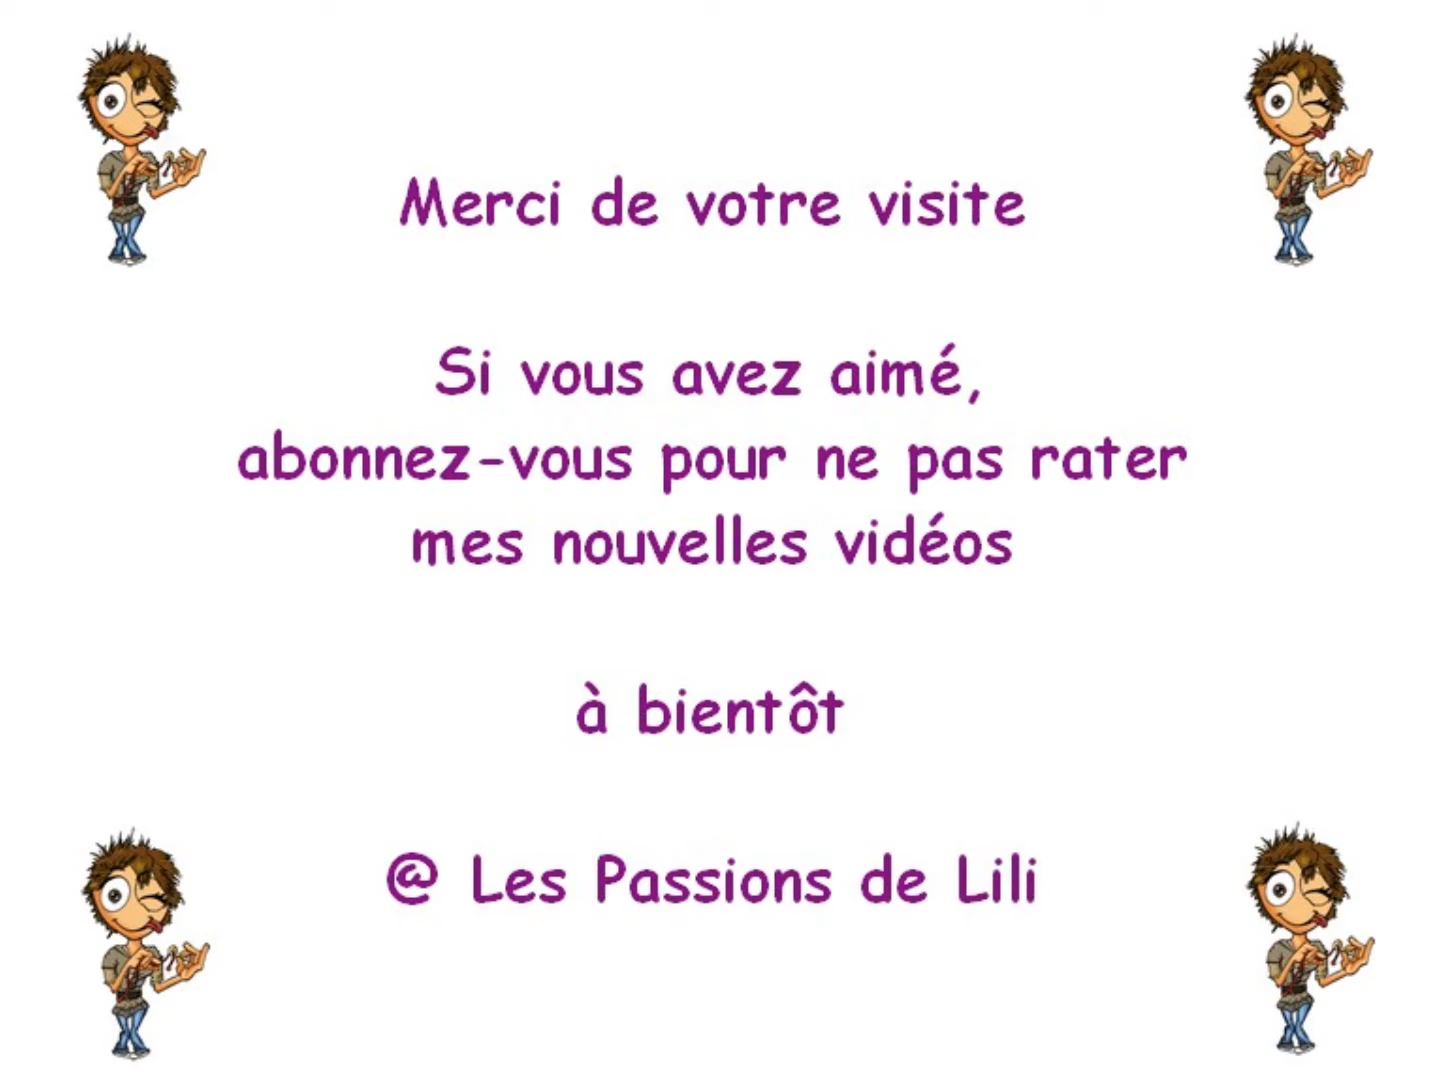 Merci de votre visite
Si vous avez aimé,
abonnez-vous pour ne pas rater
mes nouvelles vidéos
à bientôt
@ Les Passions de Lili